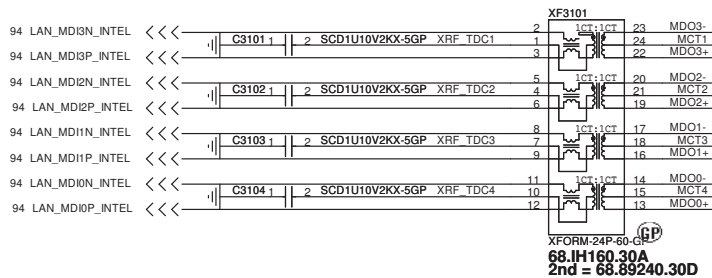 XF3101
94 LAN_MDI3N_INTEL 2 1CT:1CT 23 MDO3-
C3101 1 2 SCD1U10V2KX-5GP XRF_TDC1 1 24 MCT1
94 LAN_MDI3P_INTEL 3 22 MDO3+
94 LAN_MDI2N_INTEL 5 1CT:1CT 20 MDO2-
C3102 1 2 SCD1U10V2KX-5GP XRF_TDC2 4 21 MCT2
94 LAN_MDI2P_INTEL 6 19 MDO2+
94 LAN_MDI1N_INTEL 8 1CT:1CT 17 MDO1-
C3103 1 2 SCD1U10V2KX-5GP XRF_TDC3 7 18 MCT3
94 LAN_MDI1P_INTEL 9 16 MDO1+
94 LAN_MDI0N_INTEL 11 1CT:1CT 14 MDO0-
C3104 1 2 SCD1U10V2KX-5GP XRF_TDC4 10 15 MCT4
94 LAN_MDI0P_INTEL 12 13 MDO0+
GP
XFORM-24P-60-GP
68.IH160.30A
2nd = 68.89240.30D